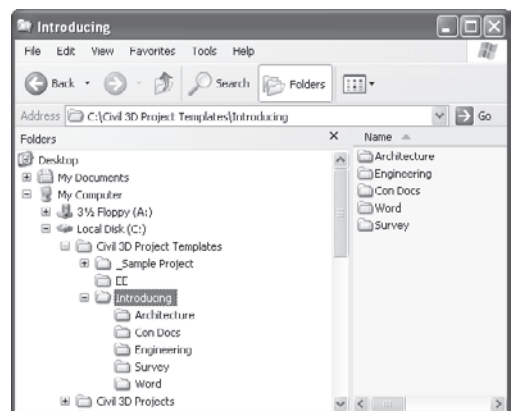 Introducing
File Edit View Favorites Tools Help
Back Search Folders
Address C:\Civil 3D Project Templates\Introducing Go
Folders
Desktop
My Documents
My Computer
3½ Floppy (A:)
Local Disk (C:)
Civil 3D Project Templates
_Sample Project
EE
Introducing
Architecture
Con Docs
Engineering
Survey
Word
Civil 3D Projects
Name
Architecture
Engineering
Con Docs
Word
Survey